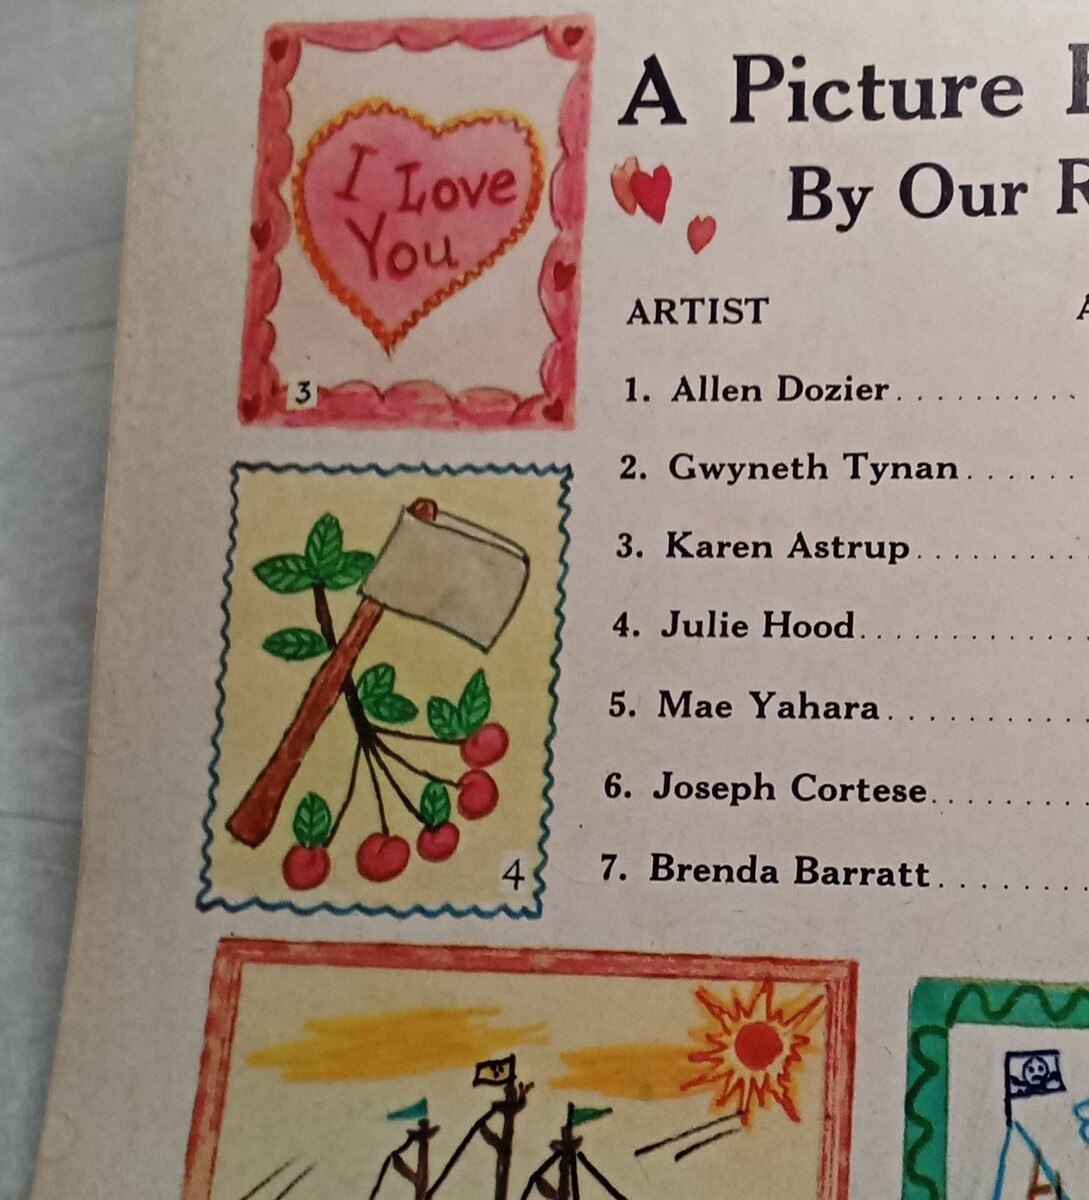 I Love
You
3
A Picture
By Our
ARTIST
1. Allen Dozier..........
2. Gwyneth Tynan......
3. Karen Astrup.........
4. Julie Hood............
5. Mae Yahara..........
6. Joseph Cortese........
7. Brenda Barratt.......
4